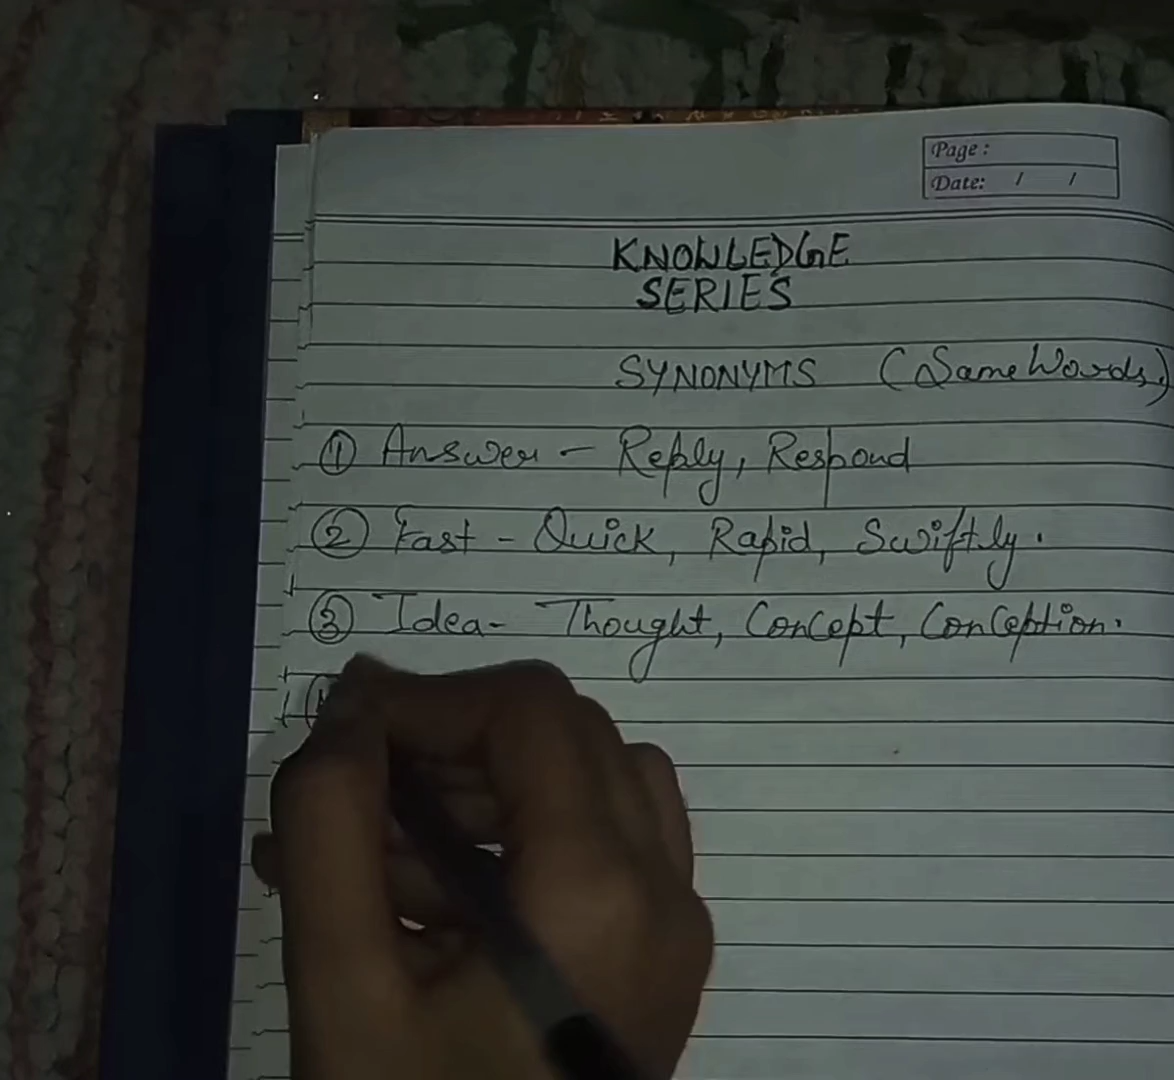 Page :
Date: / /
KNOWLEDGE
SERIES
SYNONYMS (Same Words)
① Answer - Reply, Respond
② Fast - Quick, Rapid, Swiftly.
③ Idea- Thought, Concept, Conception.